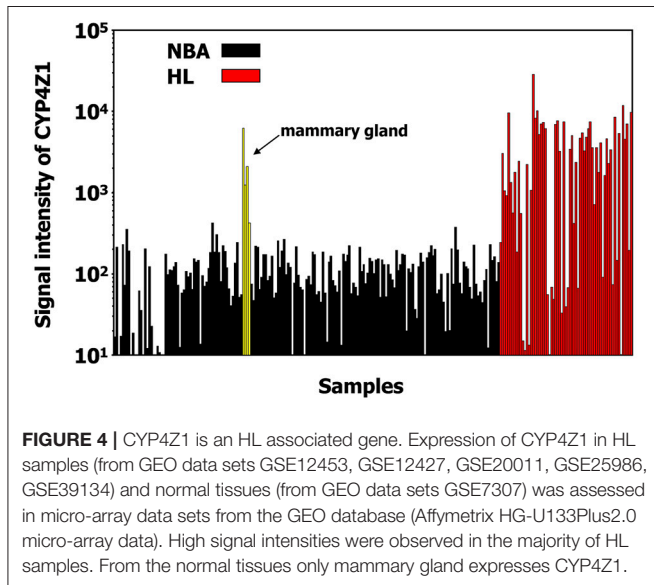 10⁵
NBA
HL
10⁴
mammary gland
10³
10²
10¹
Signal intensity of CYP4Z1
Samples
FIGURE 4 | CYP4Z1 is an HL associated gene. Expression of CYP4Z1 in HL
samples (from GEO data sets GSE12453, GSE12427, GSE20011, GSE25986,
GSE39134) and normal tissues (from GEO data sets GSE7307) was assessed
in micro-array data sets from the GEO database (Affymetrix HG-U133Plus2.0
micro-array data). High signal intensities were observed in the majority of HL
samples. From the normal tissues only mammary gland expresses CYP4Z1.